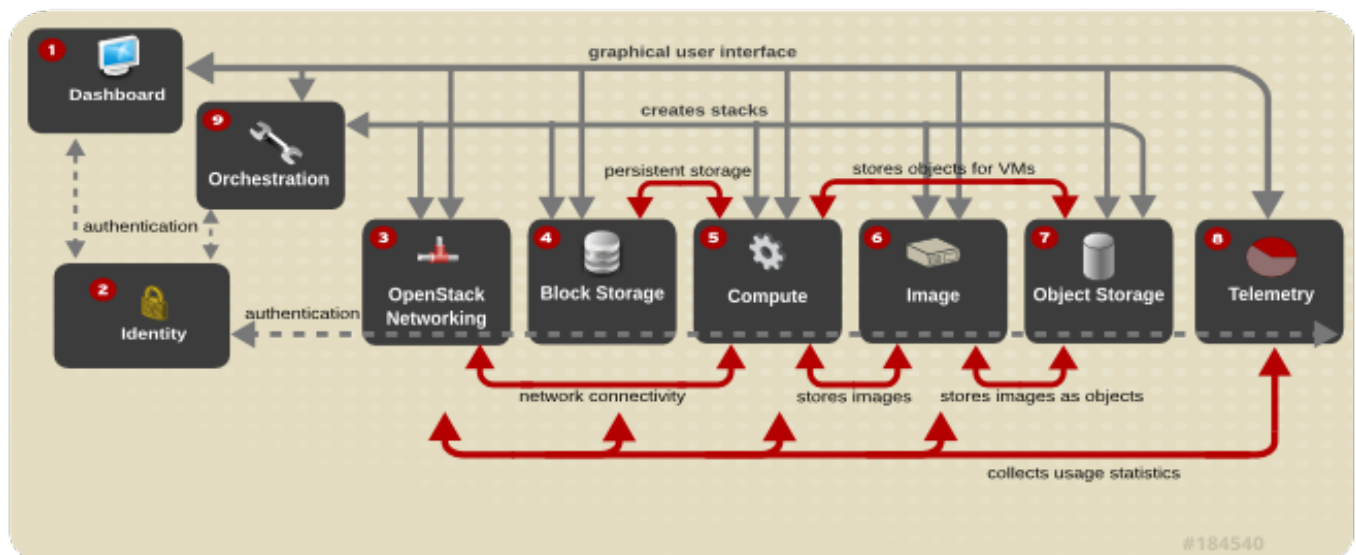 1
Dashboard
graphical user interface
9
Orchestration
creates stacks
persistent storage
stores objects for VMs
authentication
2
Identity
authentication
3
OpenStack
Networking
4
Block Storage
5
Compute
6
Image
7
Object Storage
8
Telemetry
network connectivity
stores images
stores images as objects
collects usage statistics
#184540